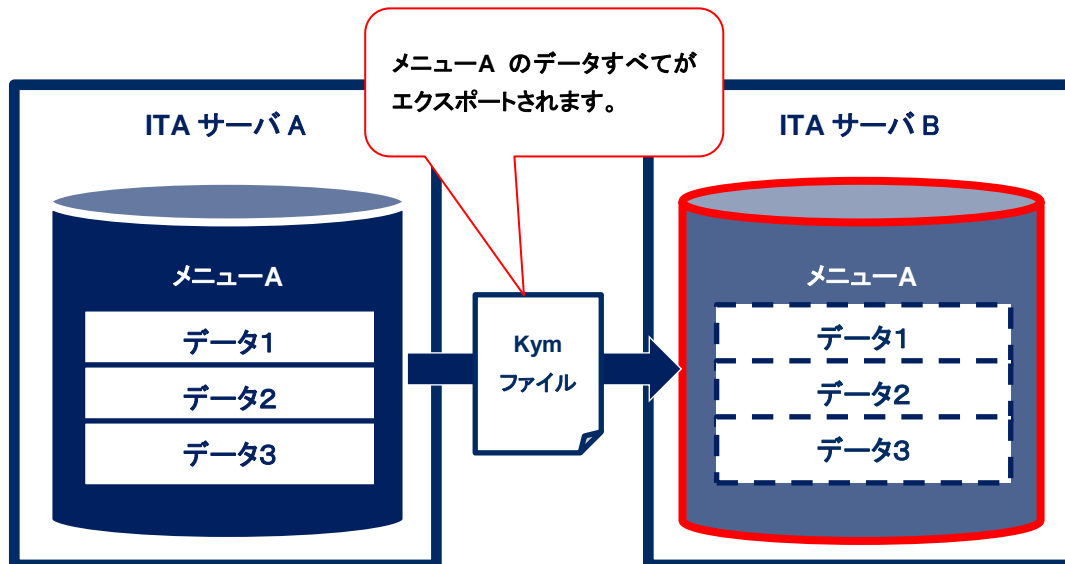 メニューA のデータすべてが
エクスポートされます。
ITA サーバ A
メニューA
データ1
データ2
データ3
Kym
ファイル
ITA サーバ B
メニューA
データ1
データ2
データ3